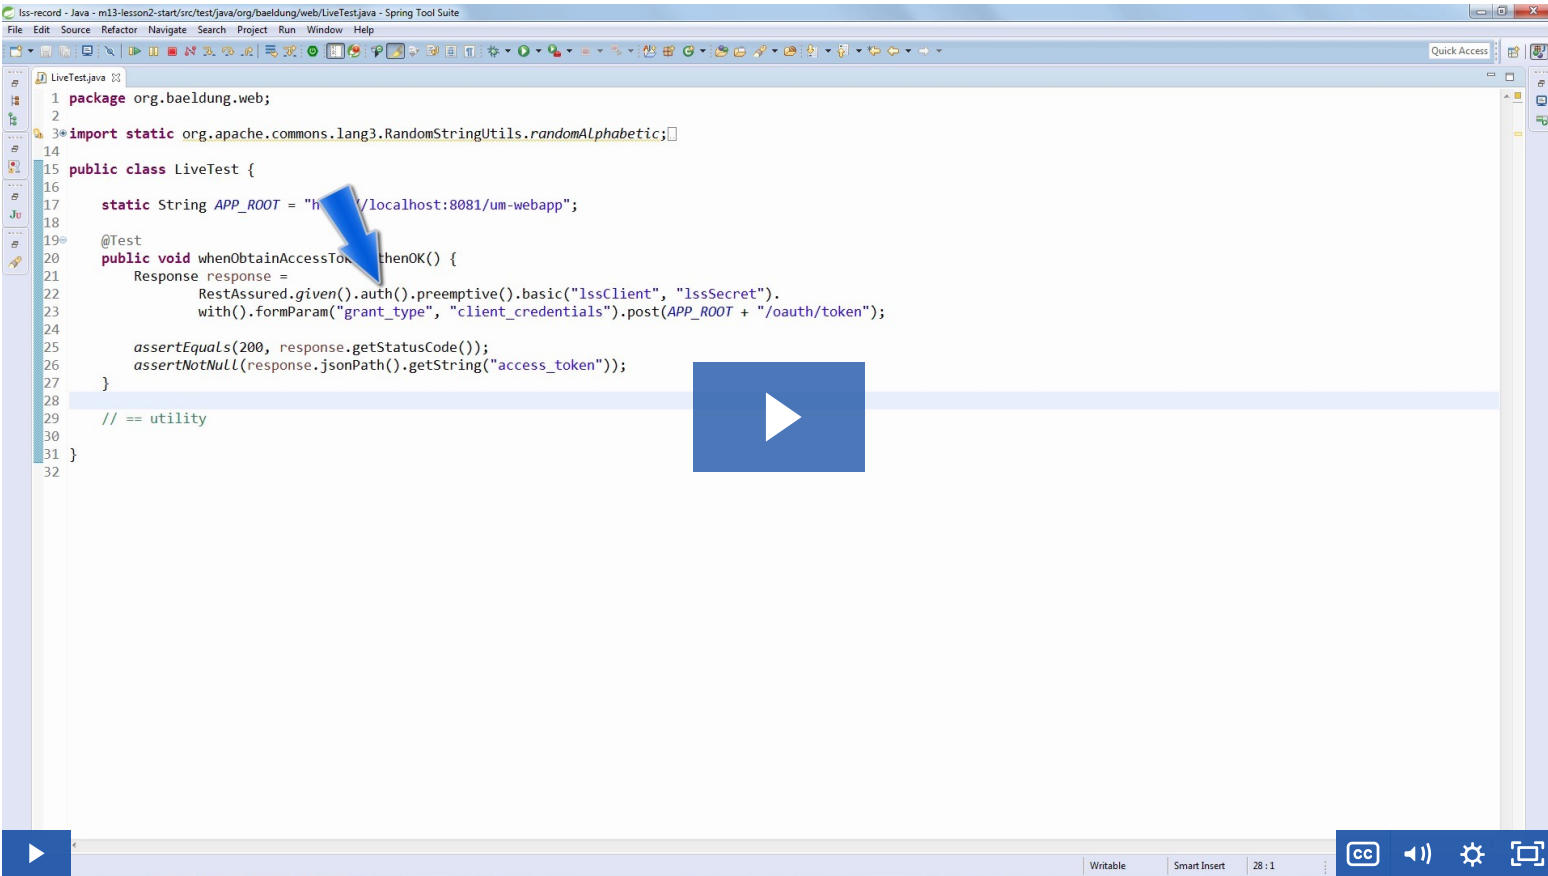 lss-record - Java - m13-lesson2-start/src/test/java/org/baeldung/web/LiveTest.java - Spring Tool Suite
File Edit Source Refactor Navigate Search Project Run Window Help
Quick Access
LiveTest.java
1 package org.baeldung.web;
2
3 import static org.apache.commons.lang3.RandomStringUtils.randomAlphabetic;
14
15 public class LiveTest {
16
17 static String APP_ROOT = "h //localhost:8081/um-webapp";
18
19 @Test
20 public void whenObtainAccessTok thenOK() {
21 Response response =
22 RestAssured.given().auth().preemptive().basic("lssClient", "lssSecret").
23 with().formParam("grant_type", "client_credentials").post(APP_ROOT + "/oauth/token");
24
25 assertEquals(200, response.getStatusCode());
26 assertNotNull(response.jsonPath().getString("access_token"));
27 }
28
29 // == utility
30
31 }
32
Writable Smart Insert 28 : 1
CC